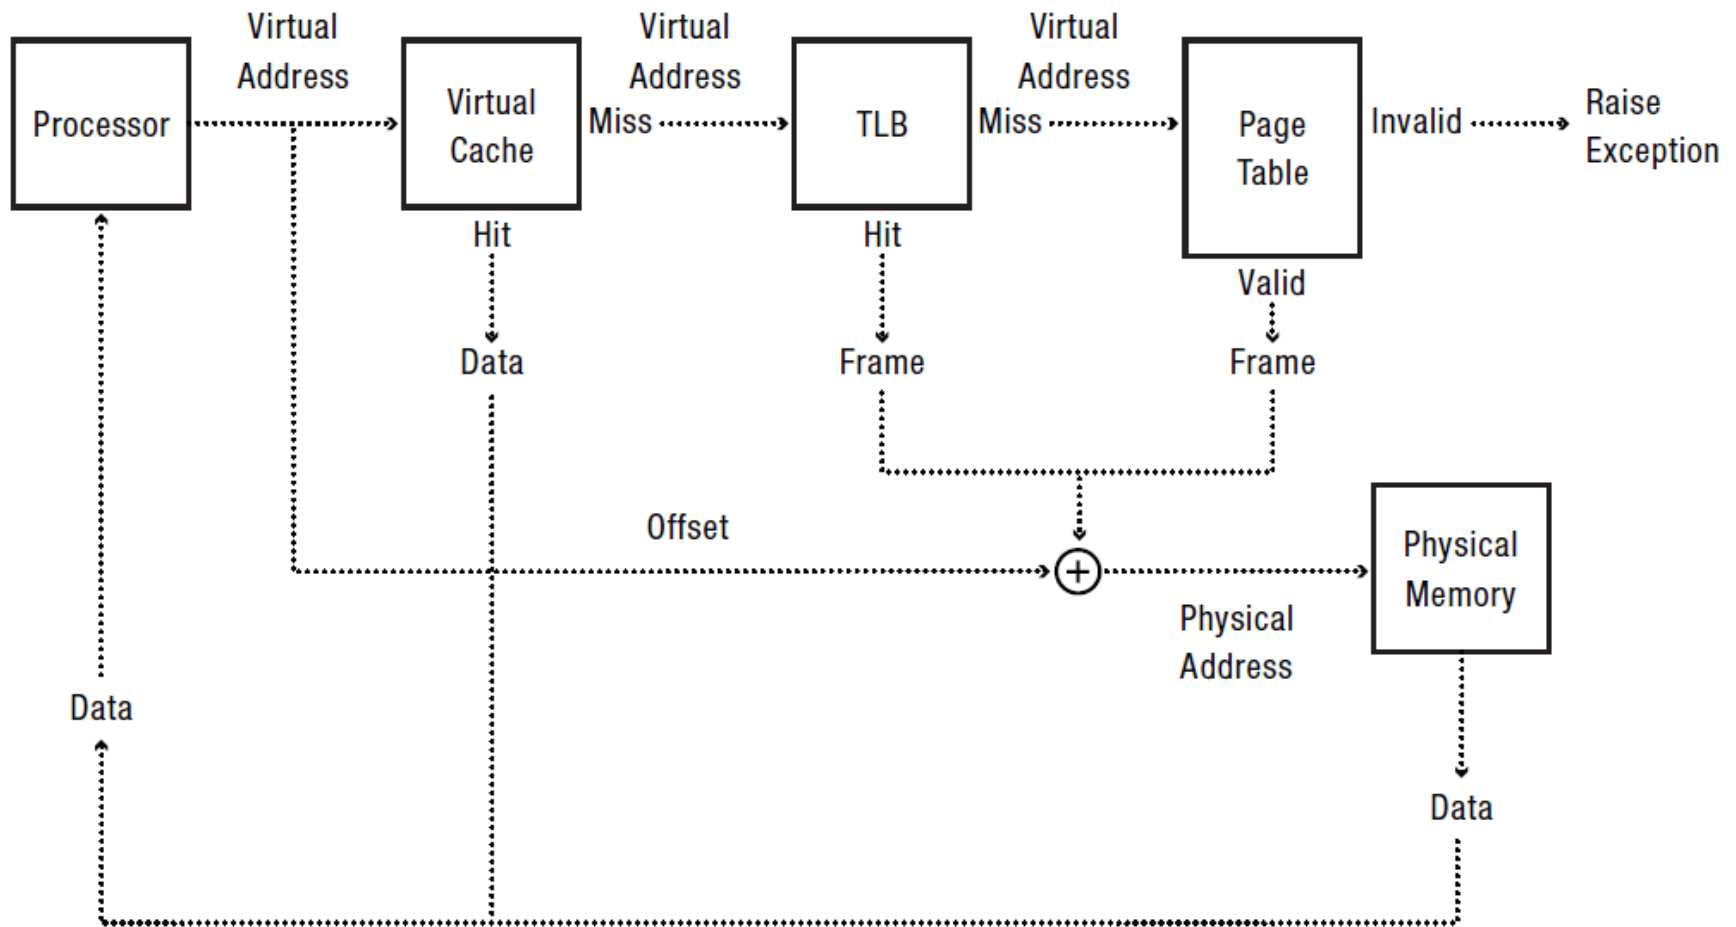 Virtual
Address
Virtual
Address
Virtual
Address
Processor
Virtual
Cache
Miss
TLB
Miss
Page
Table
Invalid
Raise
Exception
Hit
Hit
Valid
Data
Frame
Frame
Offset
Physical
Memory
Physical
Address
Data
Data